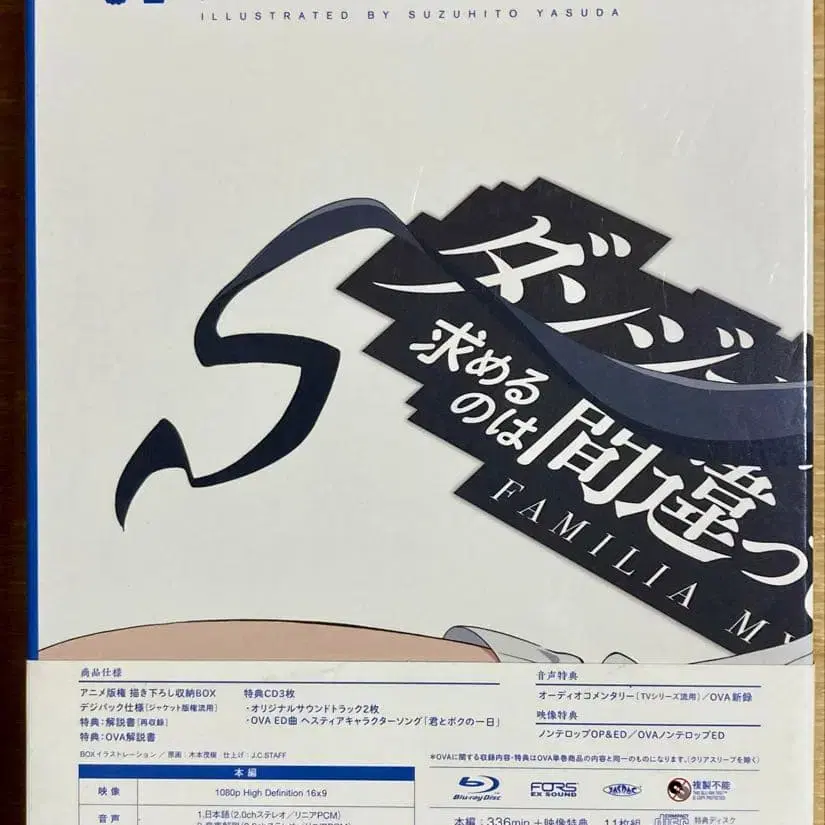 ILLUSTRATED BY SUZUHITO YASUDA
ダンジ
求める
のは
間違っ
FAMILIA M
商品仕様
アニメ版権 描き下ろし収納BOX
デジパック仕様[ジャケット版権流用]
特典:解説書[再収録]
特典:OVA解説書
特典CD3枚
・オリジナルサウンドトラック2枚
・OVA ED曲 ヘスティアキャラクターソング「君とボクの一日」
音声特典
オーディオコメンタリー[TVシリーズ流用]/OVA新録
映像特典
ノンテロップOP&ED/OVAノンテロップED
BOXイラストレーション / 原画:木本茂樹 仕上げ:J.C.STAFF
*OVAに関する収録内容・特典はOVA単巻商品の内容と同一のものになります。(クリアスリーブを除く)
本編
映像 1080p High Definition 16x9
音声 1.日本語(2.0chステレオ/リニアPCM)
Blu-ray Disc
FORS
EX SOUND
JASRAC
複製不能
本編:336min+映像特典 1枚組
特典ディスク